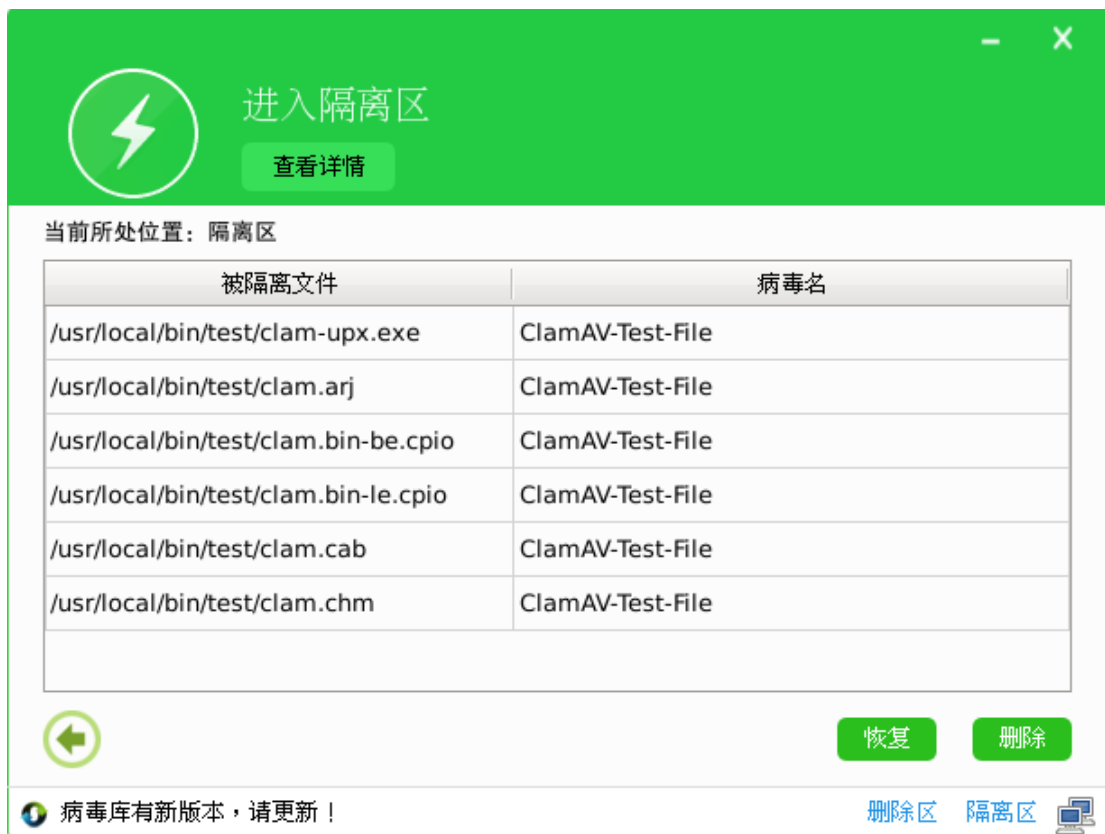 进入隔离区
查看详情
当前所处位置：隔离区
被隔离文件 病毒名
/usr/local/bin/test/clam-upx.exe ClamAV-Test-File
/usr/local/bin/test/clam.arj ClamAV-Test-File
/usr/local/bin/test/clam.bin-be.cpio ClamAV-Test-File
/usr/local/bin/test/clam.bin-le.cpio ClamAV-Test-File
/usr/local/bin/test/clam.cab ClamAV-Test-File
/usr/local/bin/test/clam.chm ClamAV-Test-File
恢复 删除
病毒库有新版本，请更新！ 删除区 隔离区